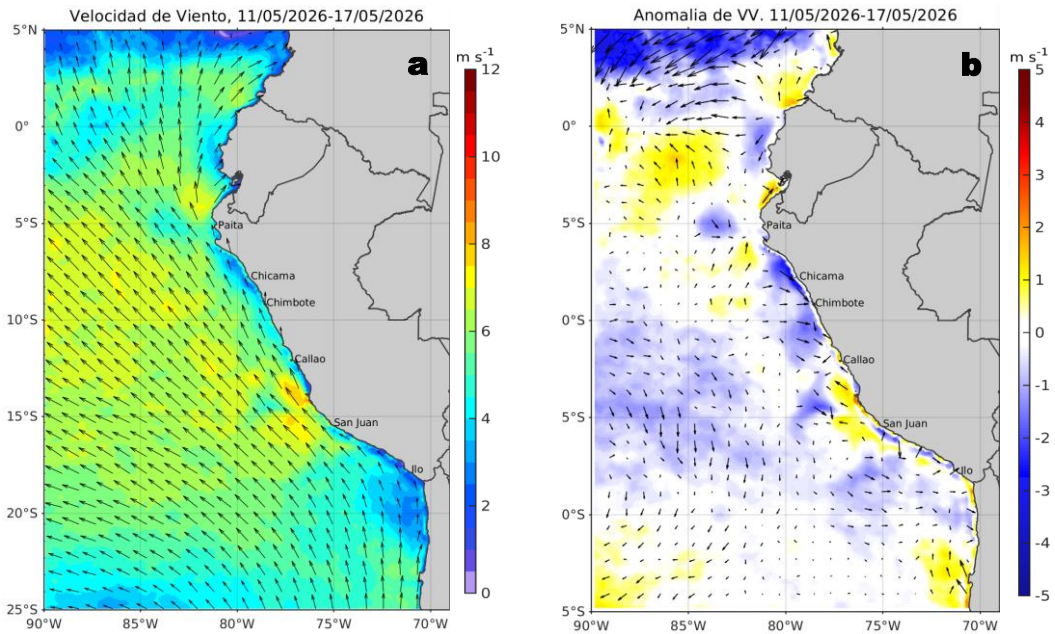 Velocidad de Viento, 11/05/2026-17/05/2026
5°N
0°
5°S
10°S
15°S
20°S
25°S
90°W
85°W
80°W
75°W
70°W
a
Paita
Chicama
Chimbote
Callao
San Juan
Ilo
m s⁻¹
12
10
8
6
4
2
0
Anomalia de VV. 11/05/2026-17/05/2026
5°N
0°
5°S
0°S
5°S
0°S
5°S
90°W
85°W
80°W
75°W
70°W
b
Paita
Chicama
Chimbote
Callao
San Juan
Ilo
m s⁻¹
5
4
3
2
1
0
-1
-2
-3
-4
-5